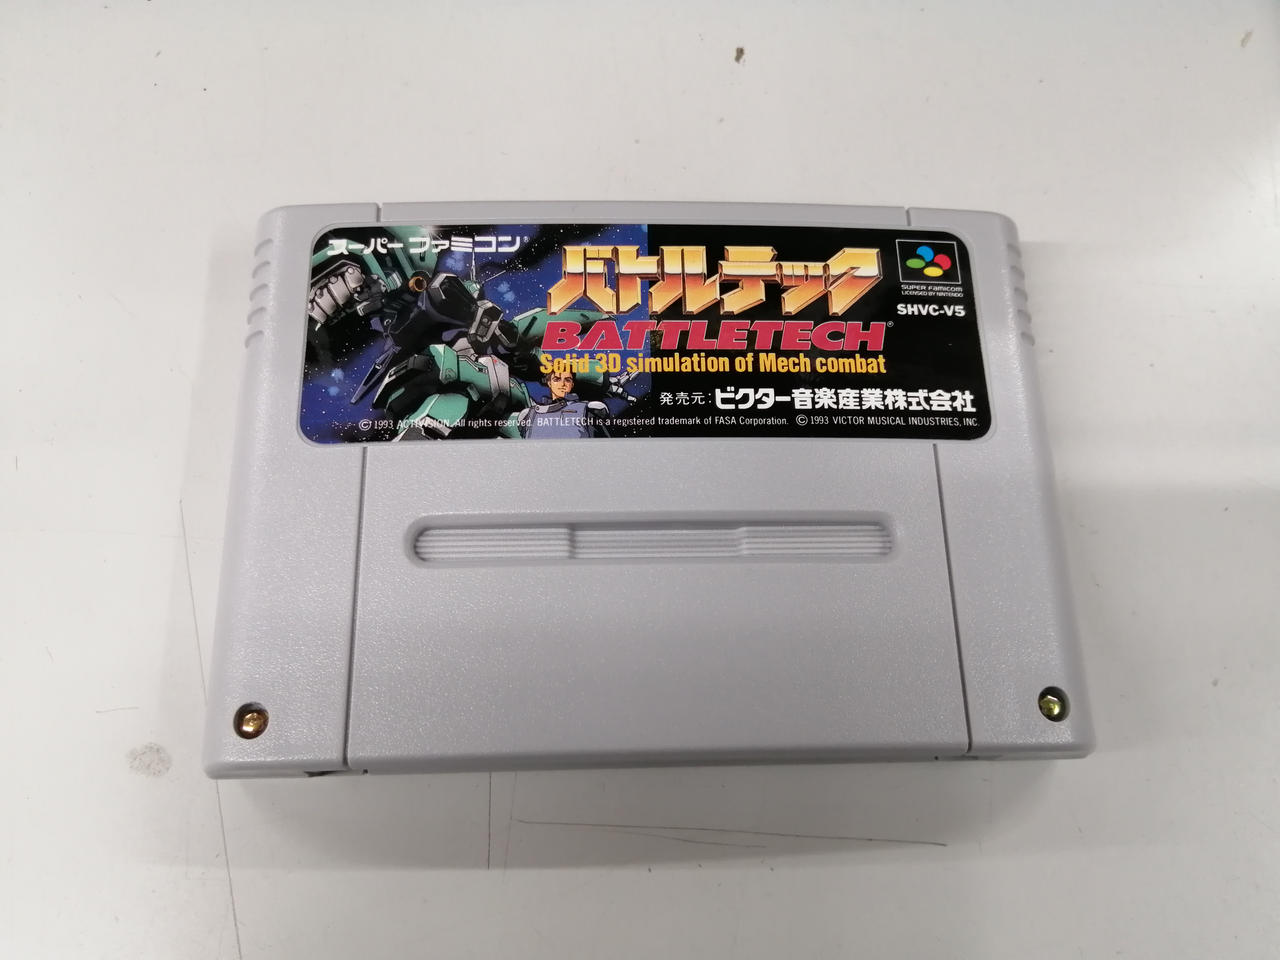 スーパーファミコン®
バトルテック
BATTLETECH®
Solid 3D simulation of Mech combat
SUPER FAMICOM
LICENSED BY NINTENDO
SHVC-V5
発売元:ビクター音楽産業株式会社
©1993 ACTIVISION. All rights reserved. BATTLETECH is a registered trademark of FASA Corporation. ©1993 VICTOR MUSICAL INDUSTRIES, INC.